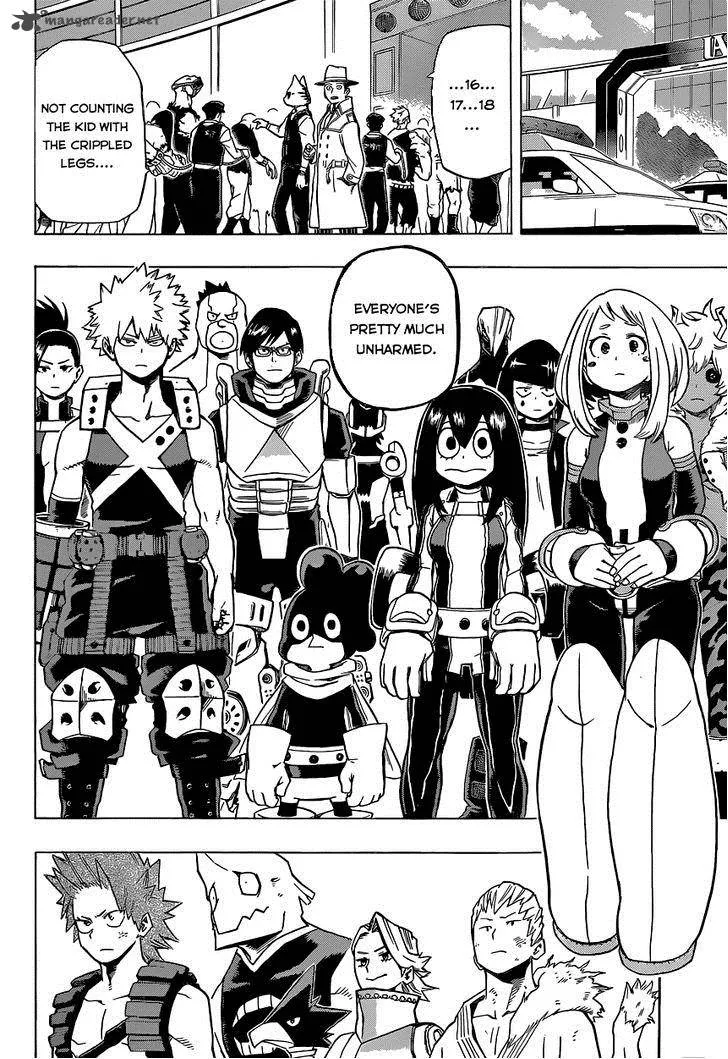 mangareader.net
...16...
17...18
...
NOT COUNTING
THE KID WITH
THE CRIPPLED
LEGS....
EVERYONE'S
PRETTY MUCH
UNHARMED.